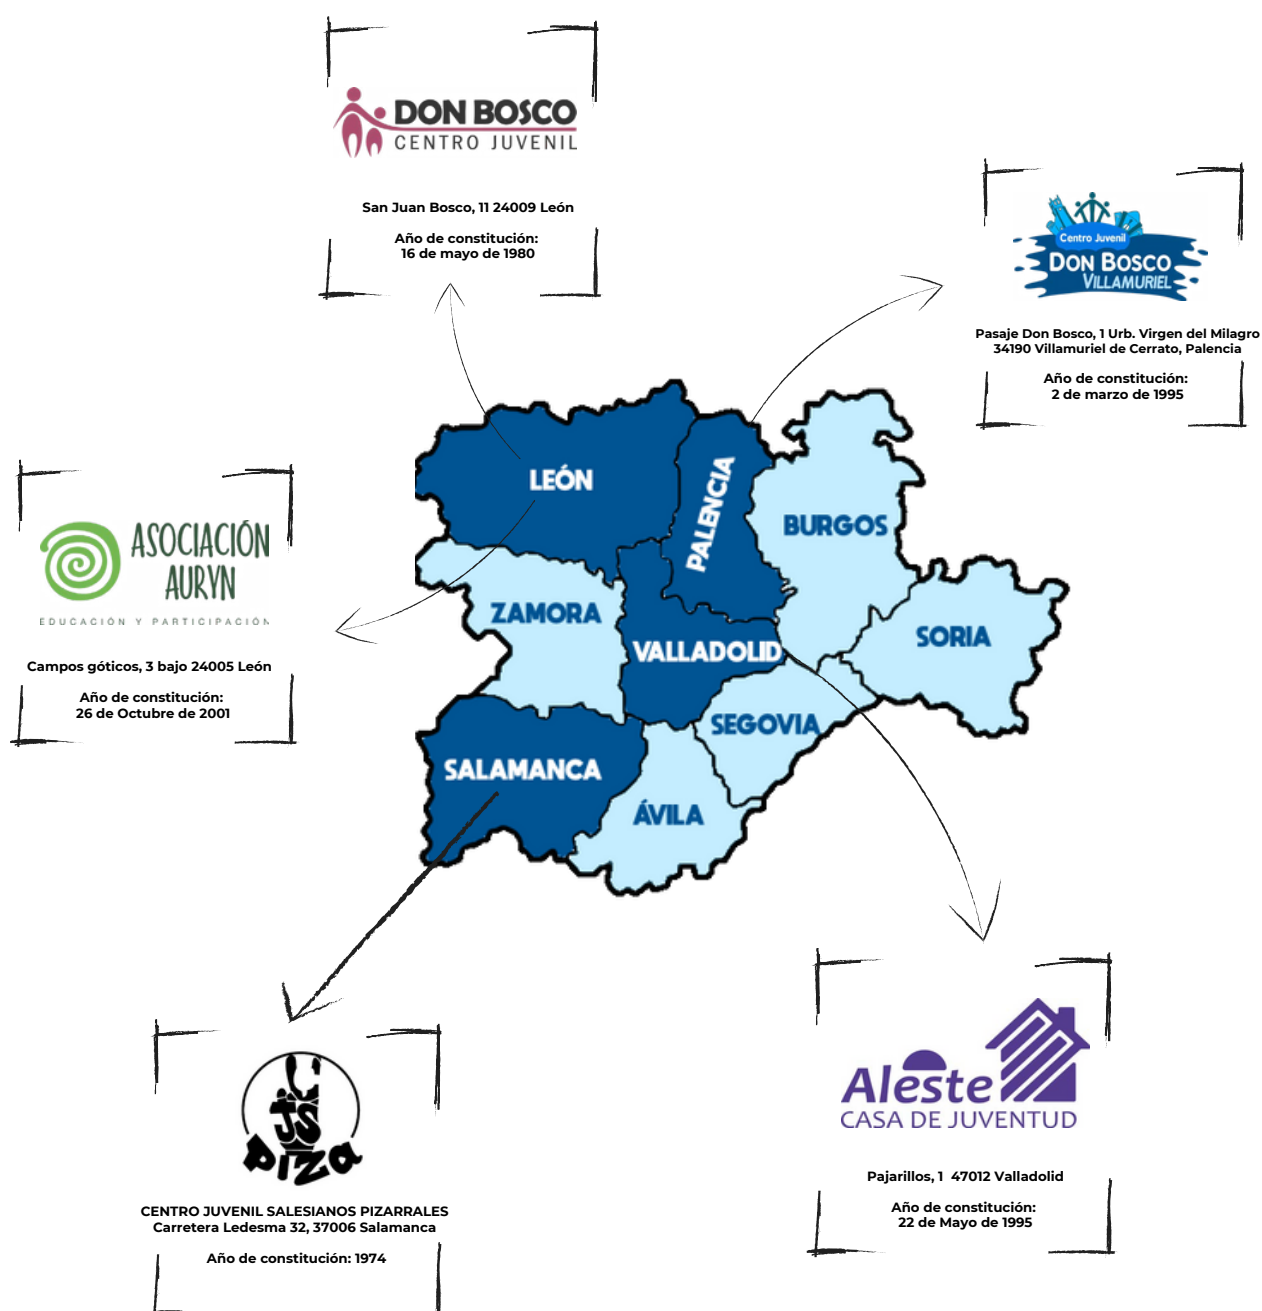 DON BOSCO
CENTRO JUVENIL
San Juan Bosco, 11 24009 León
Año de constitución:
16 de mayo de 1980
Centro Juvenil
DON BOSCO
VILLAMURIEL
Pasaje Don Bosco, 1 Urb. Virgen del Milagro
34190 Villamuriel de Cerrato, Palencia
Año de constitución:
2 de marzo de 1995
ASOCIACIÓN
AURYN
EDUCACIÓN Y PARTICIPACIÓN
Campos góticos, 3 bajo 24005 León
Año de constitución:
26 de Octubre de 2001
LEÓN
PALENCIA
BURGOS
ZAMORA
VALLADOLID
SORIA
SEGOVIA
SALAMANCA
ÁVILA
CJS
Piza
CENTRO JUVENIL SALESIANOS PIZARRALES
Carretera Ledesma 32, 37006 Salamanca
Año de constitución: 1974
Aleste
CASA DE JUVENTUD
Pajarillos, 1  47012 Valladolid
Año de constitución:
22 de Mayo de 1995